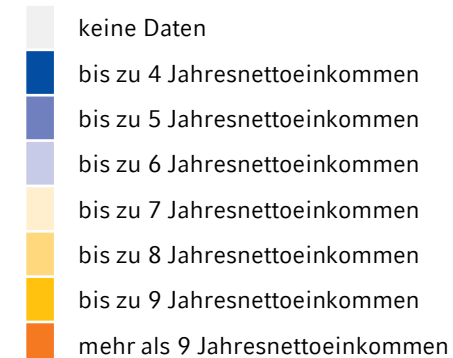 keine Daten
bis zu 4 Jahresnettoeinkommen
bis zu 5 Jahresnettoeinkommen
bis zu 6 Jahresnettoeinkommen
bis zu 7 Jahresnettoeinkommen
bis zu 8 Jahresnettoeinkommen
bis zu 9 Jahresnettoeinkommen
mehr als 9 Jahresnettoeinkommen